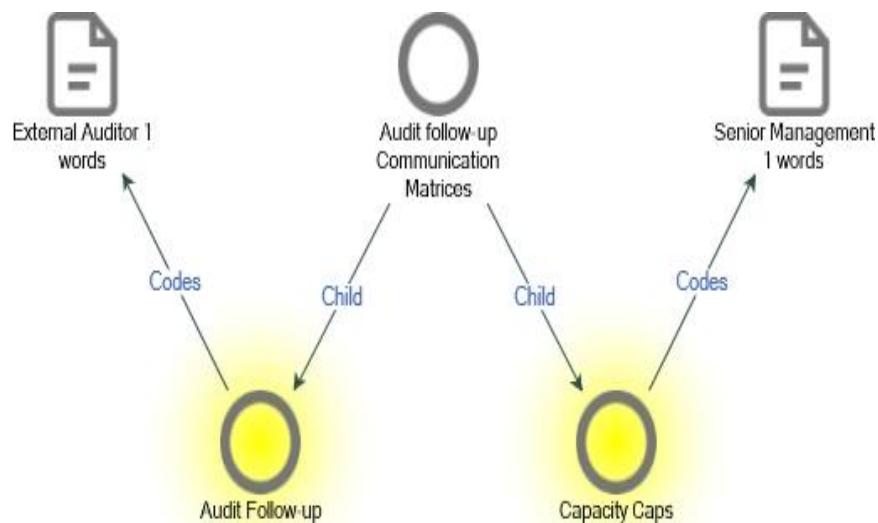 External Auditor 1
words
Audit follow-up
Communication
Matrices
Senior Management
1 words
Codes
Child
Child
Codes
Audit Follow-up
Capacity Caps